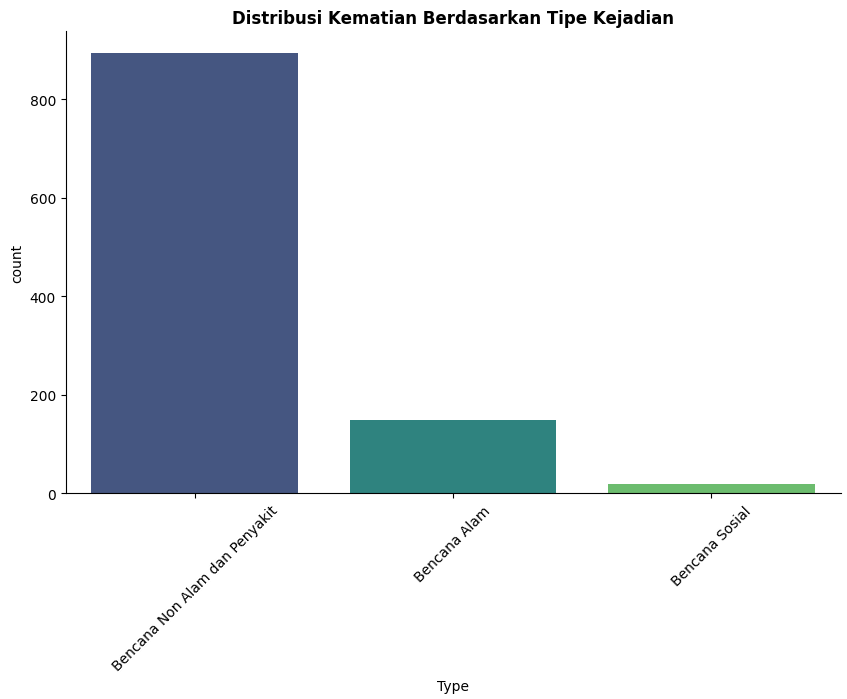 Distribusi Kematian Berdasarkan Tipe Kejadian
count
800
600
400
200
0
Bencana Non Alam dan Penyakit
Bencana Alam
Bencana Sosial
Type